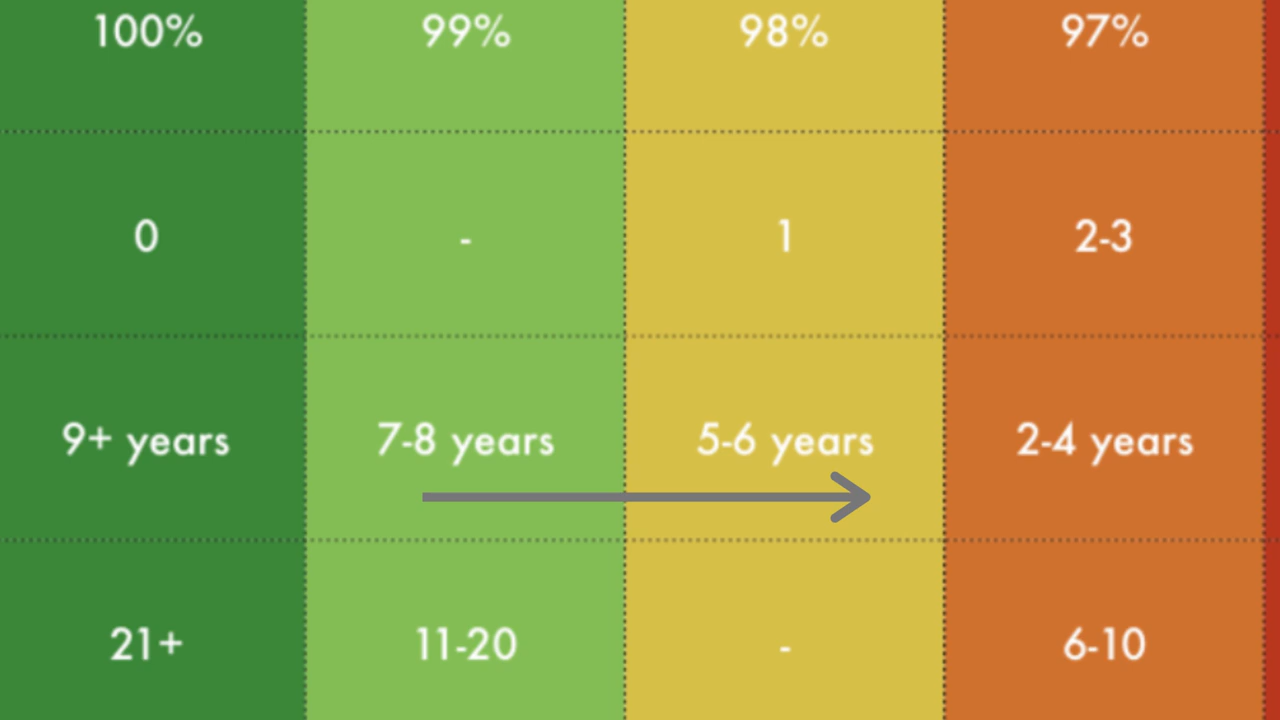 100% 99% 98% 97%
0 - 1 2-3
9+ years 7-8 years 5-6 years 2-4 years
21+ 11-20 - 6-10